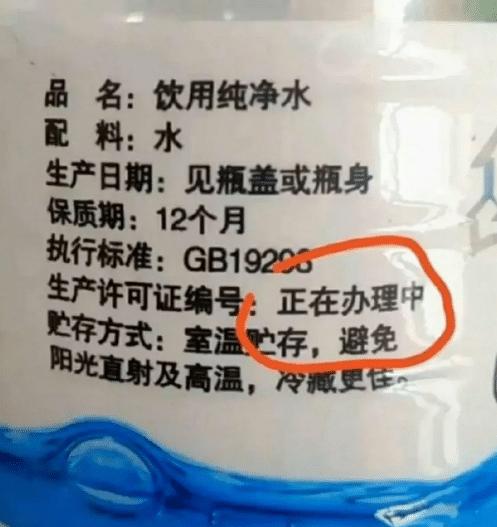 品 名：饮用纯净水
配 料：水
生产日期：见瓶盖或瓶身
保质期：12个月
执行标准：GB19298
生产许可证编号：正在办理中
贮存方式：室温贮存，避免
阳光直射及高温，冷藏更佳。